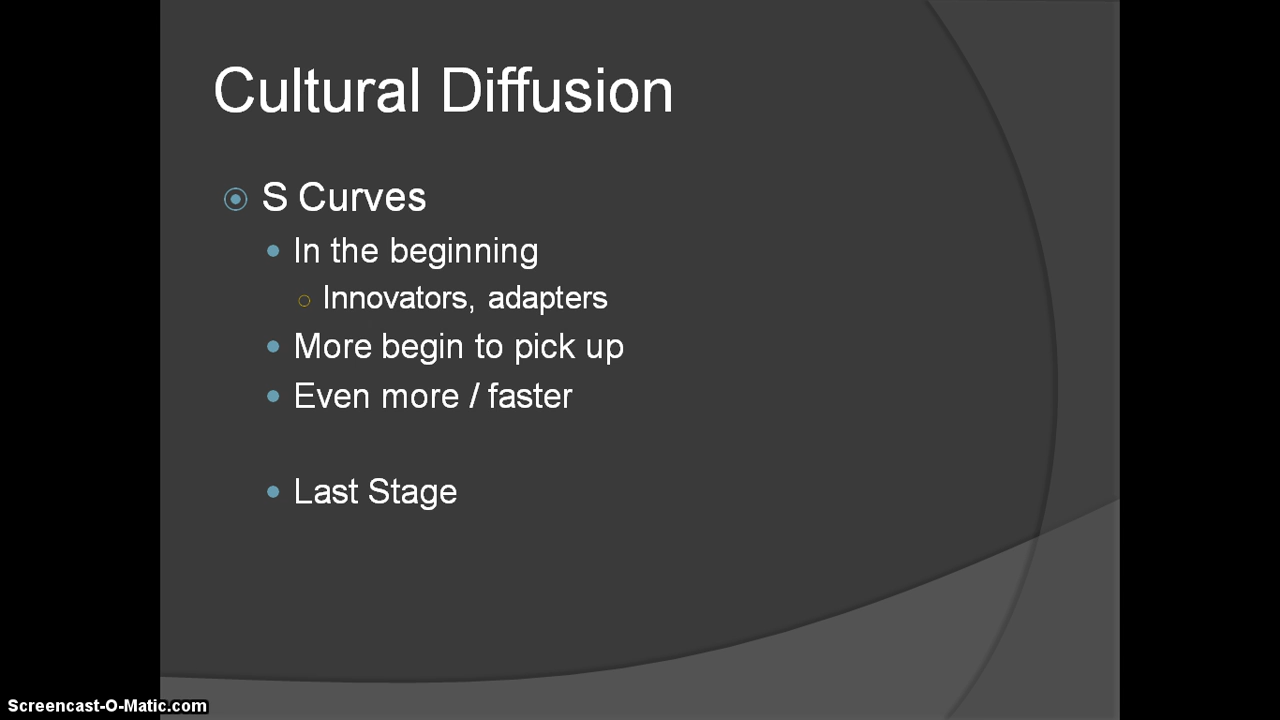 Cultural Diffusion
S Curves
In the beginning
Innovators, adapters
More begin to pick up
Even more / faster
Last Stage
Screencast-O-Matic.com